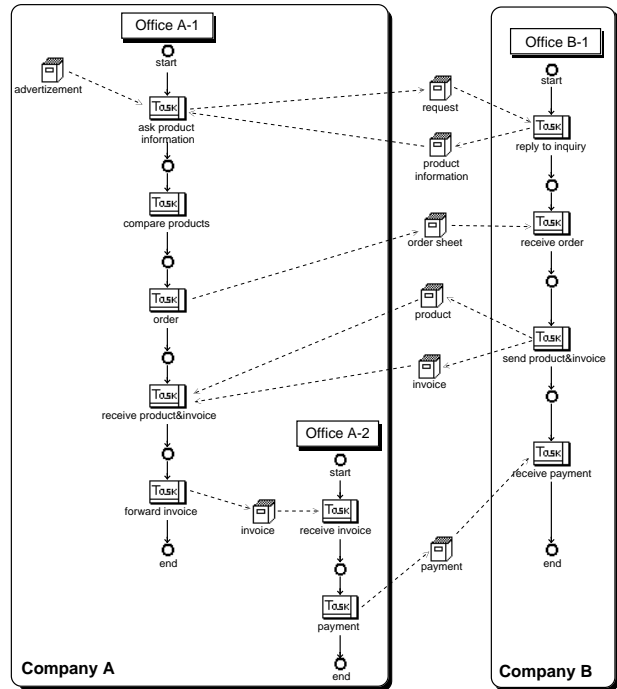 Office A-1
start
advertizement
Task
ask product
information
Task
compare products
Task
order
Task
receive product&invoice
Task
forward invoice
end
invoice
Office A-2
start
Task
receive invoice
Task
payment
end
Company A
request
product
information
order sheet
product
invoice
payment
Office B-1
start
Task
reply to inquiry
Task
receive order
Task
send product&invoice
Task
receive payment
end
Company B